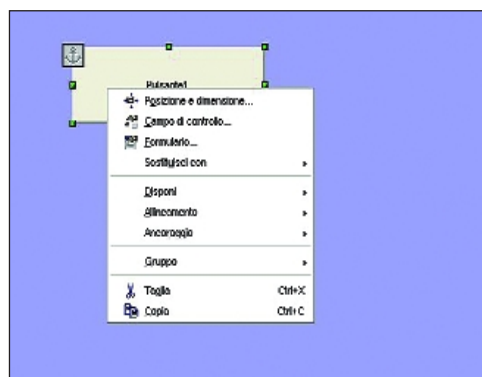 Pulsante1
Posizione e dimensione...
Campo di controllo...
Formulario...
Sostituisci con
Disponi
Allineamento
Ancoraggio
Gruppo
Taglia Ctrl+X
Copia Ctrl+C